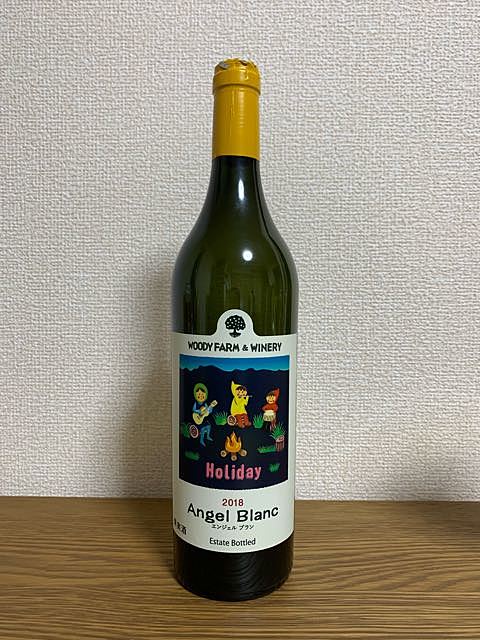 WOODY FARM & WINERY
Holiday
2018
Angel Blanc
エンジェル ブラン
Estate Bottled